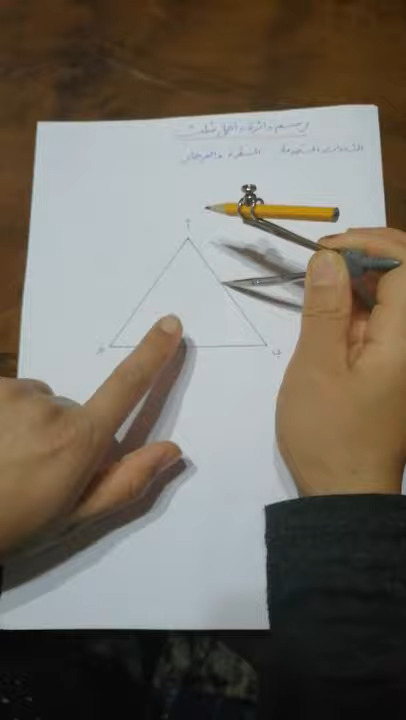 رسم دائرة داخل مثلث
الأدوات المستخدمة المسطرة والفرجار
أ